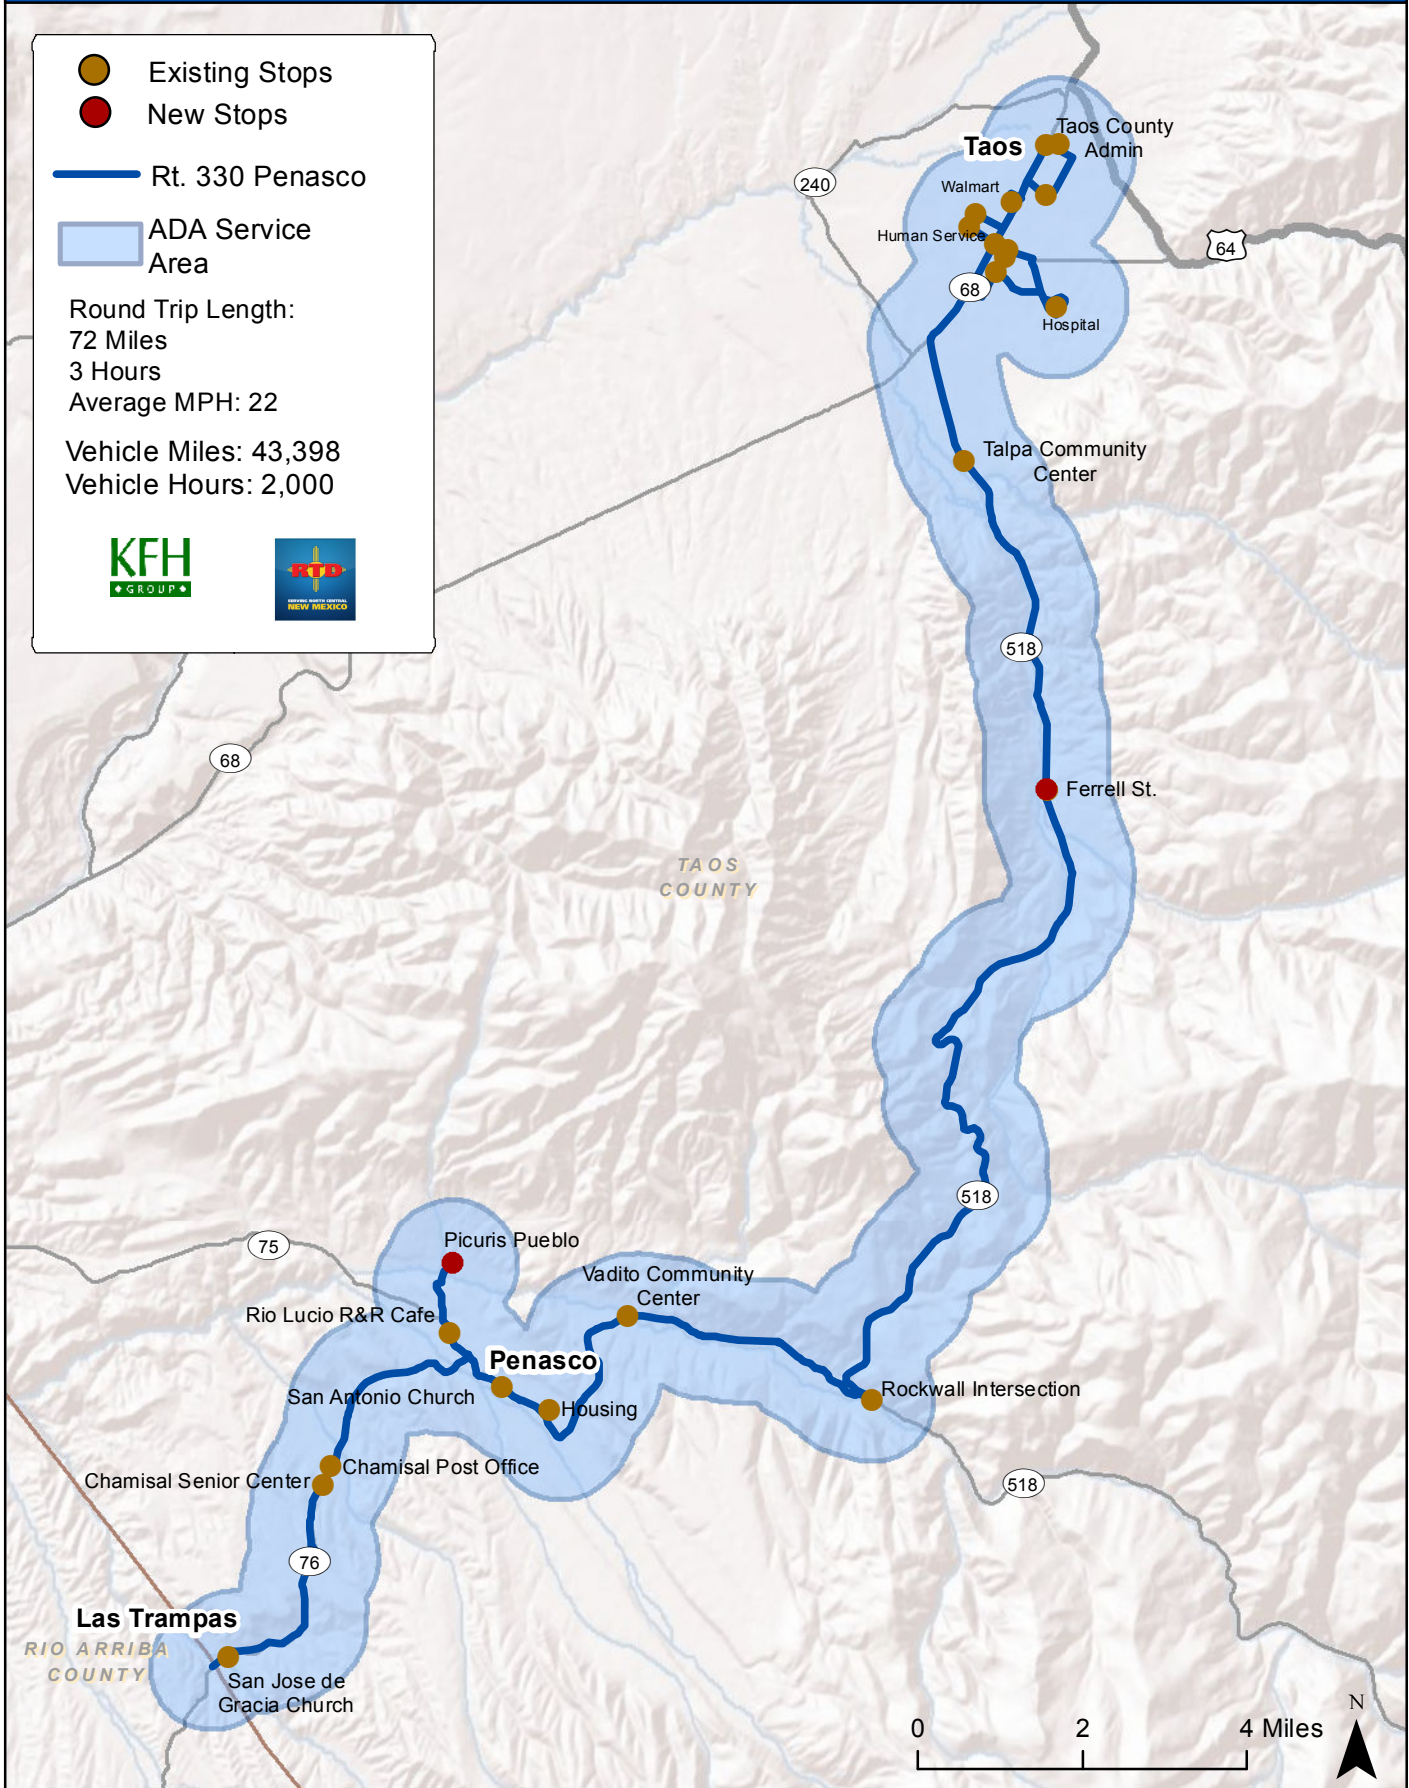 Existing Stops
New Stops
Rt. 330 Penasco
ADA Service
Area
Round Trip Length:
72 Miles
3 Hours
Average MPH: 22
Vehicle Miles: 43,398
Vehicle Hours: 2,000
KFH
GROUP
RTD
SERVING NORTH CENTRAL
NEW MEXICO
Taos
Taos County
Admin
240
Walmart
Human Service
64
68
Hospital
Talpa Community
Center
518
68
Ferrell St.
TAOS
COUNTY
518
75
Picuris Pueblo
Vadito Community
Center
Rio Lucio R&R Cafe
Penasco
San Antonio Church
Housing
Rockwall Intersection
Chamisal Post Office
Chamisal Senior Center
518
76
Las Trampas
RIO ARRIBA
COUNTY
San Jose de
Gracia Church
0 2 4 Miles
N